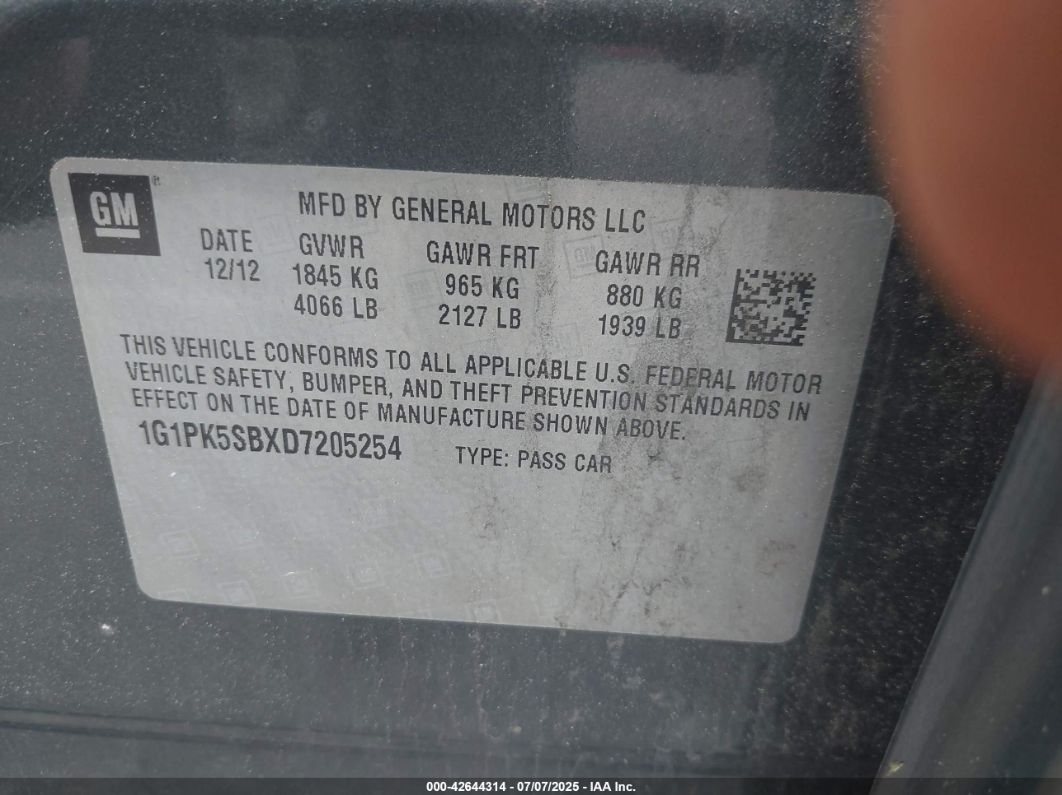 GM
MFD BY GENERAL MOTORS LLC
DATE GVWR GAWR FRT GAWR RR
12/12 1845 KG 965 KG 880 KG
4066 LB 2127 LB 1939 LB
THIS VEHICLE CONFORMS TO ALL APPLICABLE U.S. FEDERAL MOTOR
VEHICLE SAFETY, BUMPER, AND THEFT PREVENTION STANDARDS IN
EFFECT ON THE DATE OF MANUFACTURE SHOWN ABOVE.
1G1PK5SBXD7205254 TYPE: PASS CAR
000-42644314 - 07/07/2025 - IAA Inc.